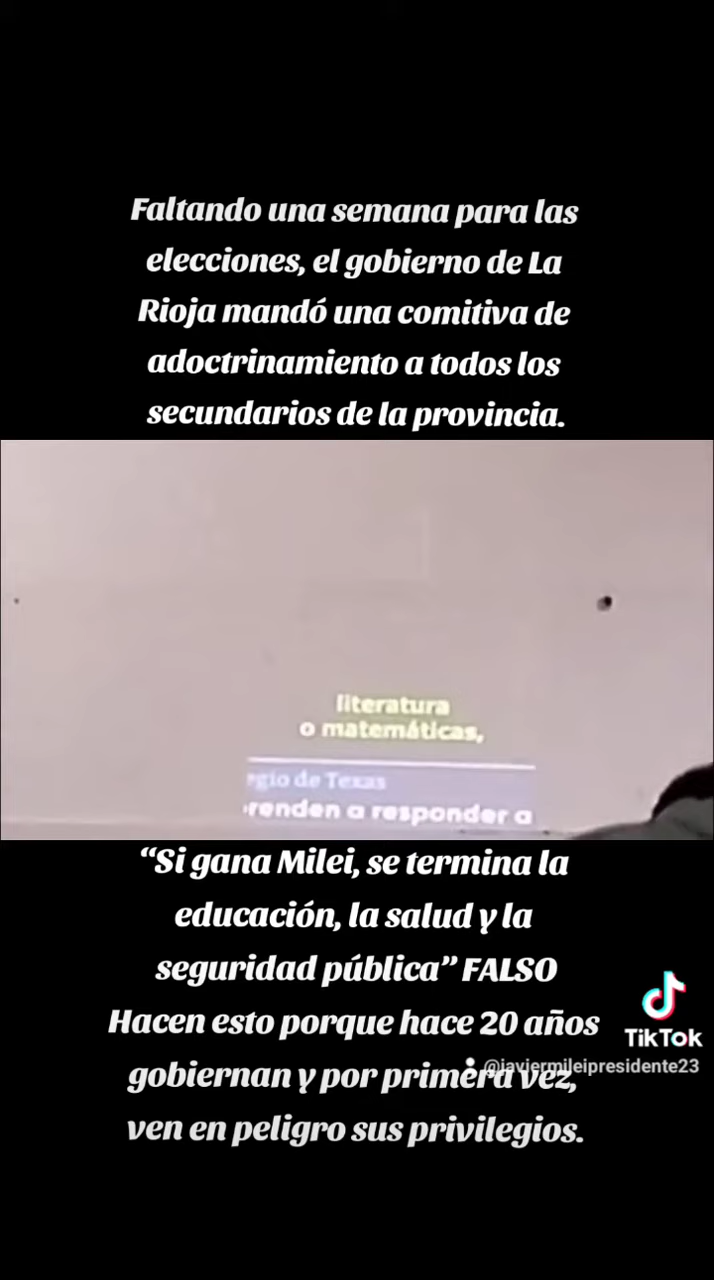 Faltando una semana para las
elecciones, el gobierno de La
Rioja mandó una comitiva de
adoctrinamiento a todos los
secundarios de la provincia.
literatura
o matemáticas,
egio de Texas
renden a responder a
“Si gana Milei, se termina la
educación, la salud y la
seguridad pública” FALSO
Hacen esto porque hace 20 años
gobiernan y por primera vez,
ven en peligro sus privilegios.
TikTok
@javiermileipresidente23